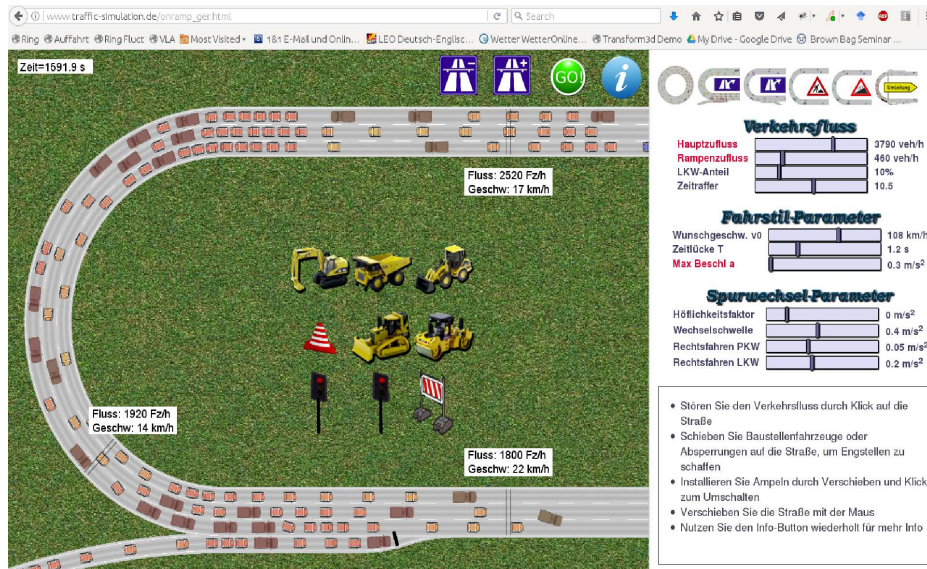 www.traffic-simulation.de/onramp_ger.html
Search
Ring Auffahrt Ring Fluct VLA Most Visited 1&1 E-Mail und Onlin... LEO Deutsch-Englisc... Wetter WetterOnline... Transform3d Demo My Drive - Google Drive Brown Bag Seminar ...
Zeit=1591.9 s
GO!
i
Umleitung
Verkehrsfluss
Hauptzufluss 3790 veh/h
Rampenzufluss 460 veh/h
LKW-Anteil 10%
Zeitraffer 10.5
Fluss: 2520 Fz/h
Geschw: 17 km/h
Fahrstil-Parameter
Wunschgeschw. v0 108 km/h
Zeitlücke T 1.2 s
Max Beschl a 0.3 m/s²
Spurwechsel-Parameter
Höflichkeitsfaktor 0 m/s²
Wechselschwelle 0.4 m/s²
Rechtsfahren PKW 0.05 m/s²
Rechtsfahren LKW 0.2 m/s²
Fluss: 1920 Fz/h
Geschw: 14 km/h
Fluss: 1800 Fz/h
Geschw: 22 km/h
• Stören Sie den Verkehrsfluss durch Klick auf die
Straße
• Schieben Sie Baustellenfahrzeuge oder
Absperrungen auf die Straße, um Engstellen zu
schaffen
• Installieren Sie Ampeln durch Verschieben und Klick
zum Umschalten
• Verschieben Sie die Straße mit der Maus
• Nutzen Sie den Info-Button wiederholt für mehr Info